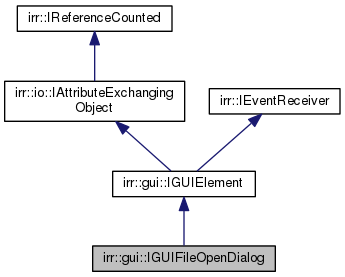 irr::IReferenceCounted
irr::io::IAttributeExchanging
Object
irr::IEventReceiver
irr::gui::IGUIElement
irr::gui::IGUIFileOpenDialog